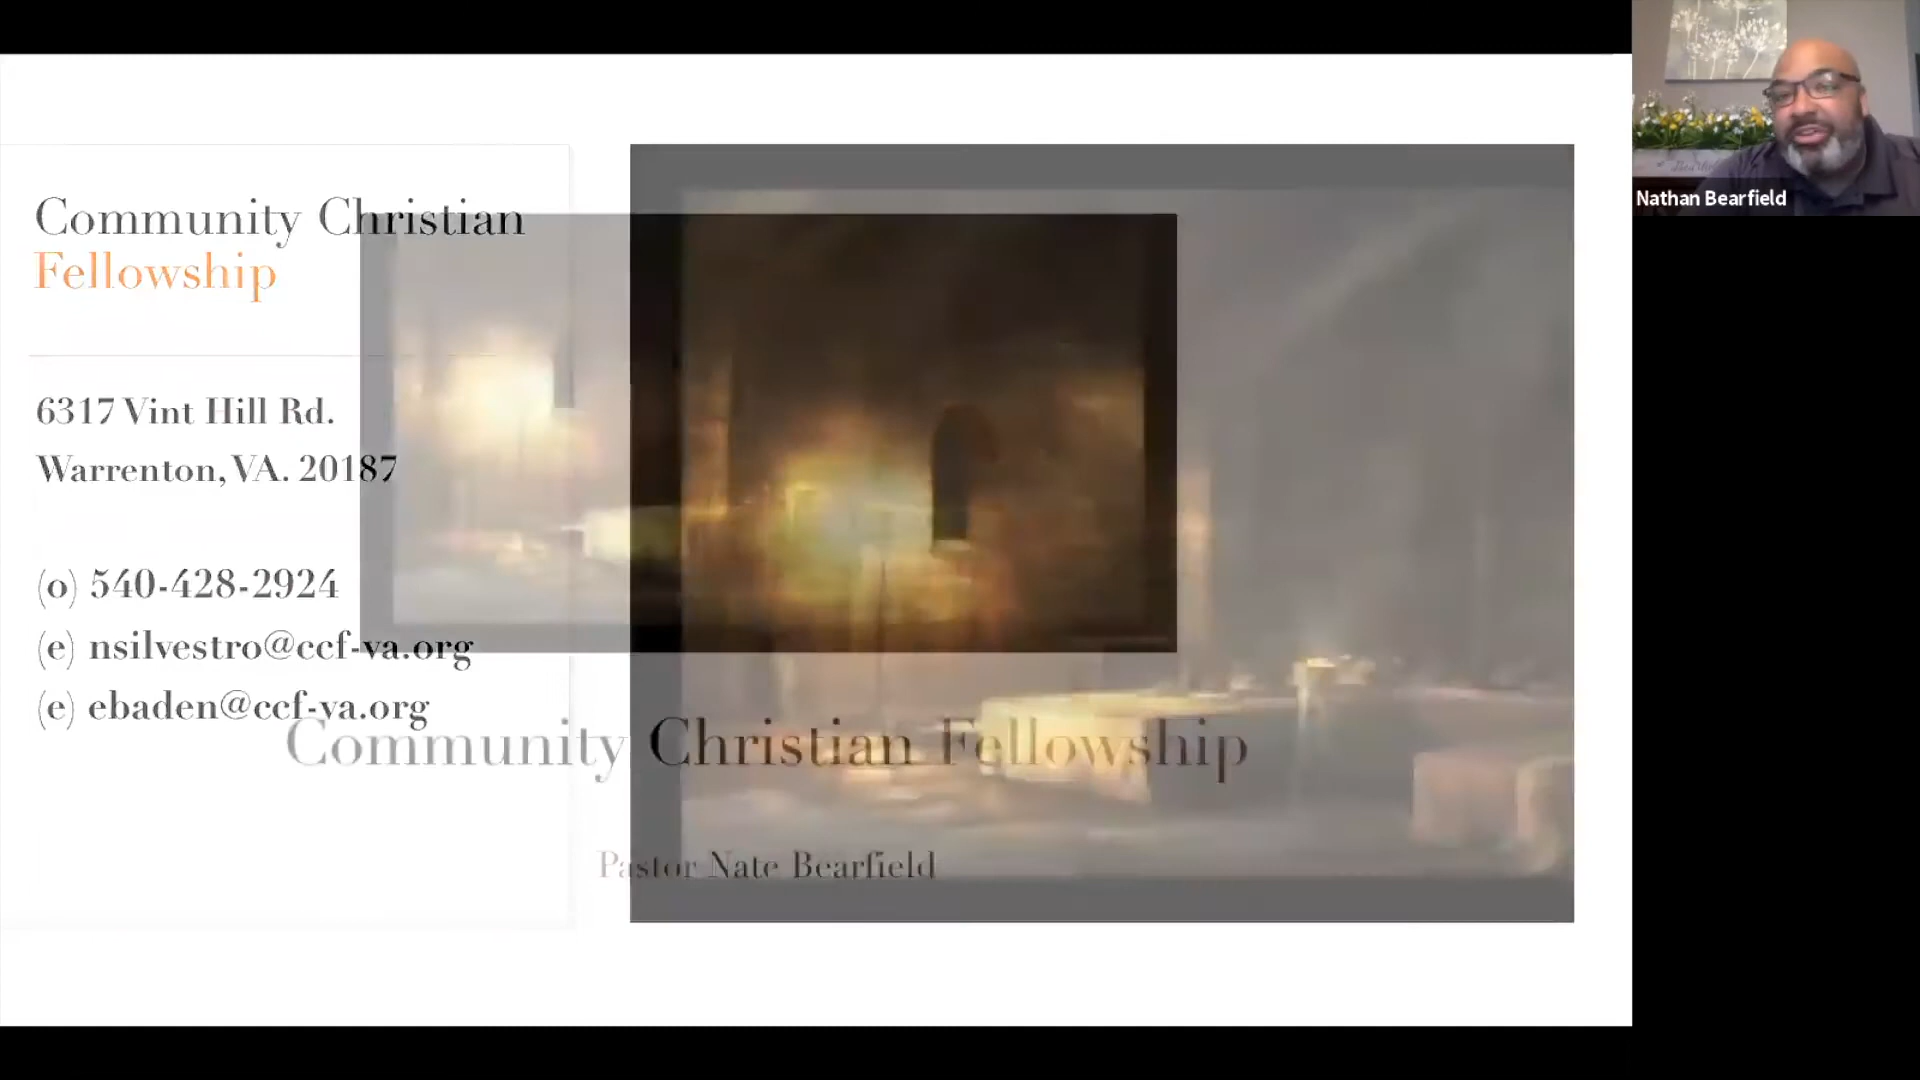 Community Christian
Fellowship
6317 Vint Hill Rd.
Warrenton, VA. 20187
(o) 540-428-2924
(e) nsilvestro@ccf-va.org
(e) ebaden@ccf-va.org
Community Christian Fellowship
Pastor Nate Bearfield
Nathan Bearfield